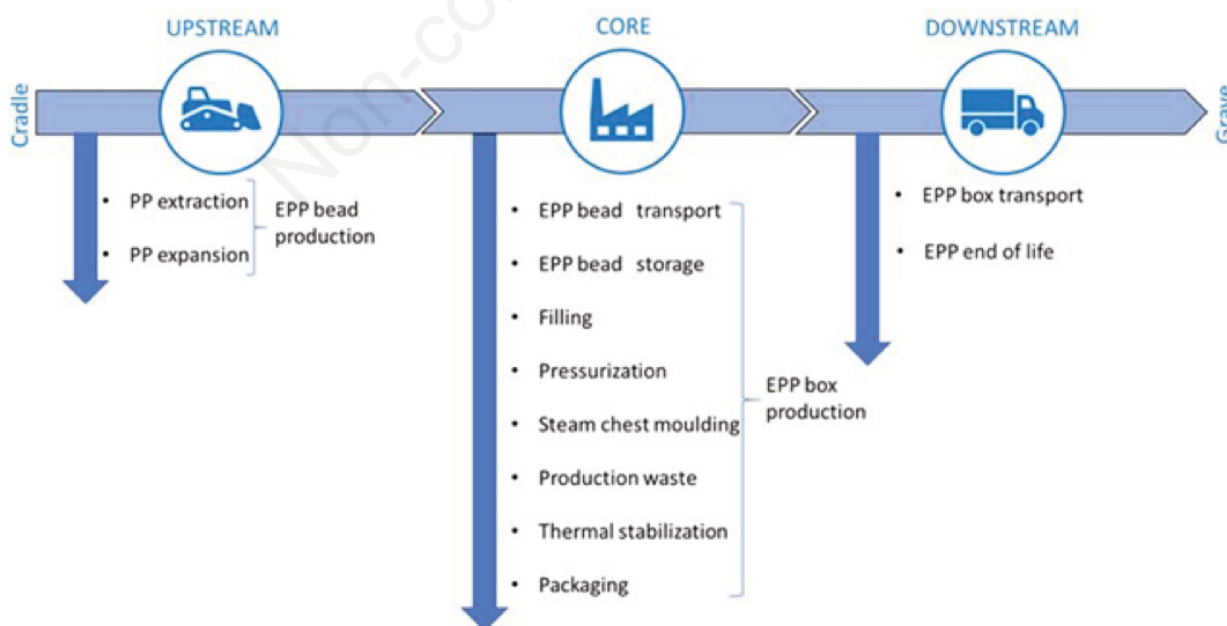 UPSTREAM
CORE
DOWNSTREAM
Cradle
Grave
• PP extraction
• PP expansion
EPP bead
production
• EPP bead transport
• EPP bead storage
• Filling
• Pressurization
• Steam chest moulding
• Production waste
• Thermal stabilization
• Packaging
EPP box
production
• EPP box transport
• EPP end of life
Non-co